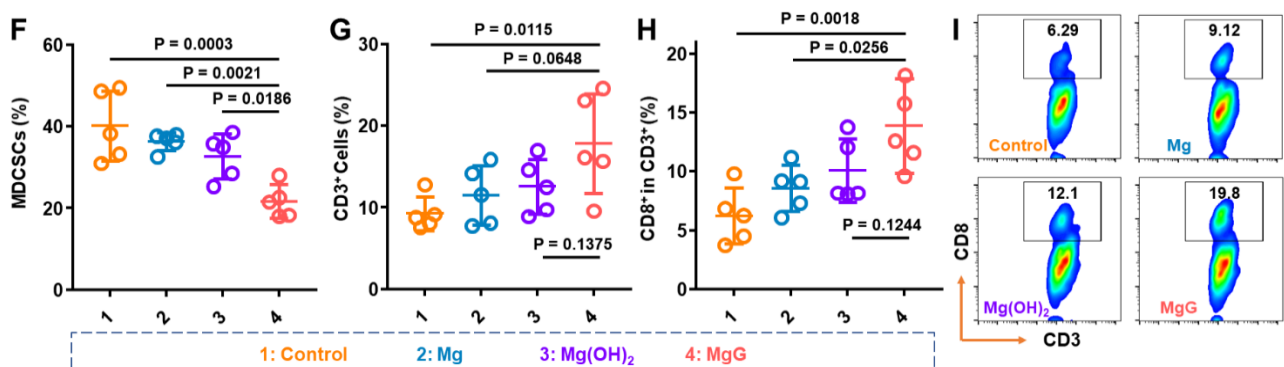 F
MDCSCs (%)
60
40
20
0
P = 0.0003
P = 0.0021
P = 0.0186
1
2
3
4
G
CD3⁺ Cells (%)
30
20
10
0
P = 0.0115
P = 0.0648
P = 0.1375
1
2
3
4
H
CD8⁺ in CD3⁺ (%)
20
15
10
5
0
P = 0.0018
P = 0.0256
P = 0.1244
1
2
3
4
I
6.29
Control
9.12
Mg
12.1
Mg(OH)₂
19.8
MgG
CD8
CD3
1: Control 2: Mg 3: Mg(OH)₂ 4: MgG